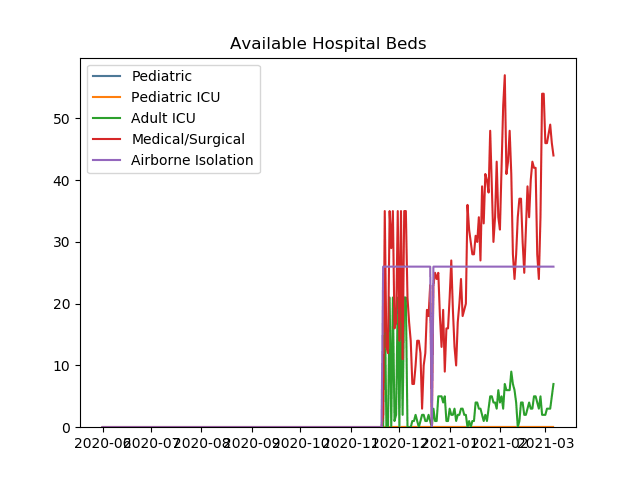 Available Hospital Beds
Pediatric
Pediatric ICU
Adult ICU
Medical/Surgical
Airborne Isolation
50
40
30
20
10
0
2020-06 2020-07 2020-08 2020-09 2020-10 2020-11 2020-12 2021-01 2021-02 2021-03